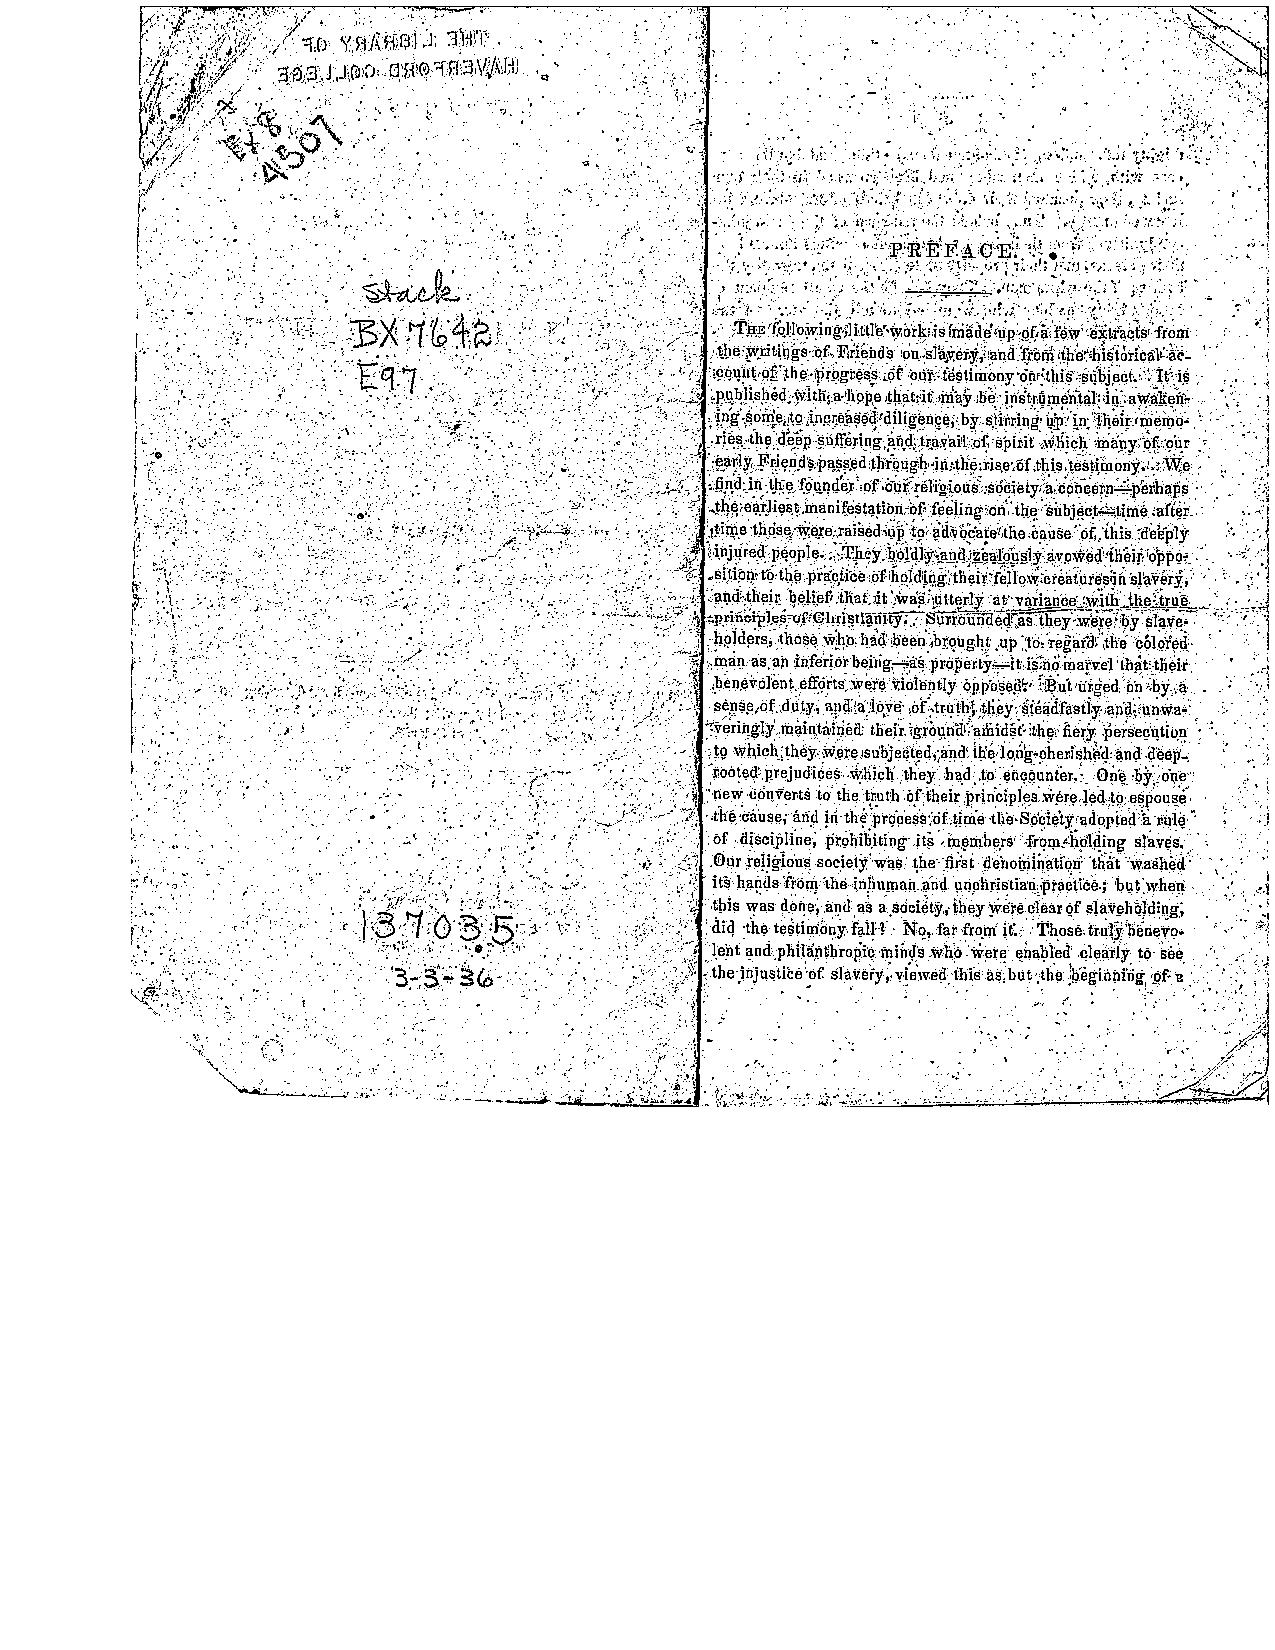 THE LIBRARY OF
HAVERFORD COLLEGE
4507
stack
BX 7642
E97
137035
3-3-36
PREFACE.
THE following little work is made up of a few extracts from
the writings of Friends on slavery, and from the historical ac-
count of the progress of our testimony on this subject. It is
published with a hope that it may be instrumental in awaken-
ing some to increased diligence, by stirring up in their memo-
ries the deep suffering and travail of spirit which many of our
early Friends passed through in the rise of this testimony. We
find in the founder of our religious society a concern—perhaps
the earliest manifestation of feeling on the subject—time after
time those were raised up to advocate the cause of this deeply
injured people. They boldly and zealously avowed their oppo-
sition to the practice of holding their fellow creatures in slavery,
and their belief that it was utterly at variance with the true
principles of Christianity. Surrounded as they were by slave-
holders, those who had been brought up to regard the colored
man as an inferior being—as property—it is no marvel that their
benevolent efforts were violently opposed. But urged on by a
sense of duty, and a love of truth, they steadfastly and unwa-
veringly maintained their ground amidst the fiery persecution
to which they were subjected, and the long-cherished and deep-
rooted prejudices which they had to encounter. One by one
new converts to the truth of their principles were led to espouse
the cause, and in the process of time the Society adopted a rule
of discipline, prohibiting its members from holding slaves.
Our religious society was the first denomination that washed
its hands from the inhuman and unchristian practice; but when
this was done, and as a society, they were clear of slaveholding,
did the testimony fall? No, far from it. Those truly benevo-
lent and philanthropic minds who were enabled clearly to see
the injustice of slavery, viewed this as but the beginning of a